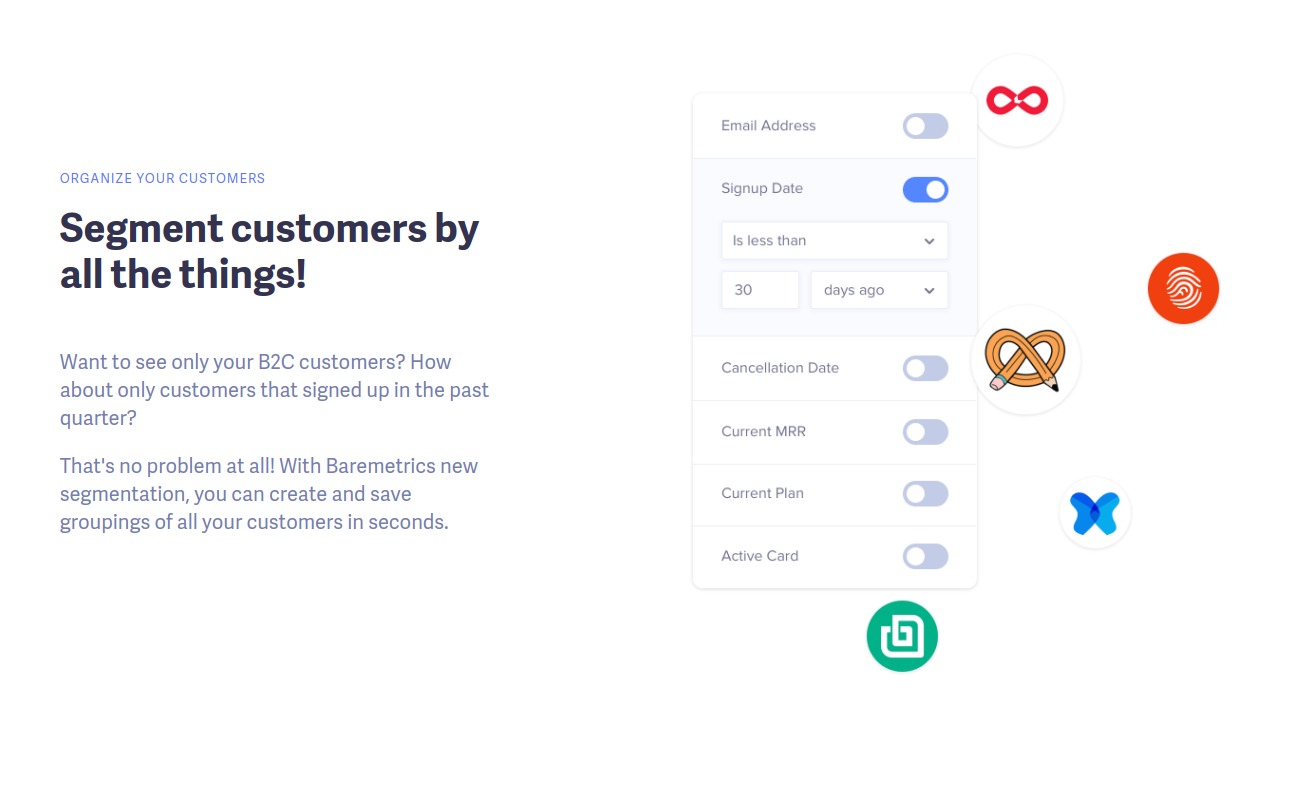 ORGANIZE YOUR CUSTOMERS
Segment customers by
all the things!
Want to see only your B2C customers? How
about only customers that signed up in the past
quarter?
That's no problem at all! With Baremetrics new
segmentation, you can create and save
groupings of all your customers in seconds.
Email Address
Signup Date
Is less than
30 days ago
Cancellation Date
Current MRR
Current Plan
Active Card